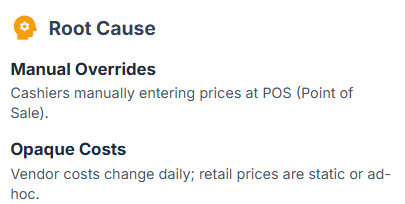 Root Cause
Manual Overrides
Cashiers manually entering prices at POS (Point of
Sale).
Opaque Costs
Vendor costs change daily; retail prices are static or ad-
hoc.